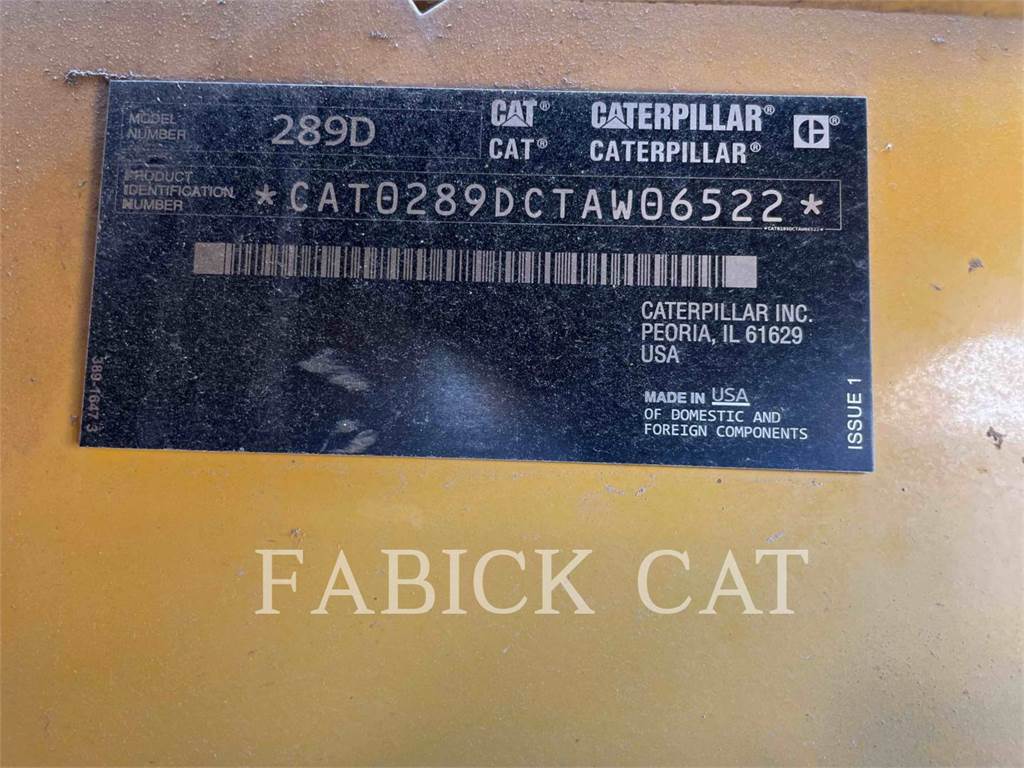 MODEL
NUMBER
289D
CAT® CATERPILLAR®
CAT® CATERPILLAR®
PRODUCT
IDENTIFICATION
NUMBER
*CAT0289DCTAW06522*
*CAT0289DCTAW06522*
CATERPILLAR INC.
PEORIA, IL 61629
USA
MADE IN USA
OF DOMESTIC AND
FOREIGN COMPONENTS
389-1647 3
ISSUE 1
FABICK CAT